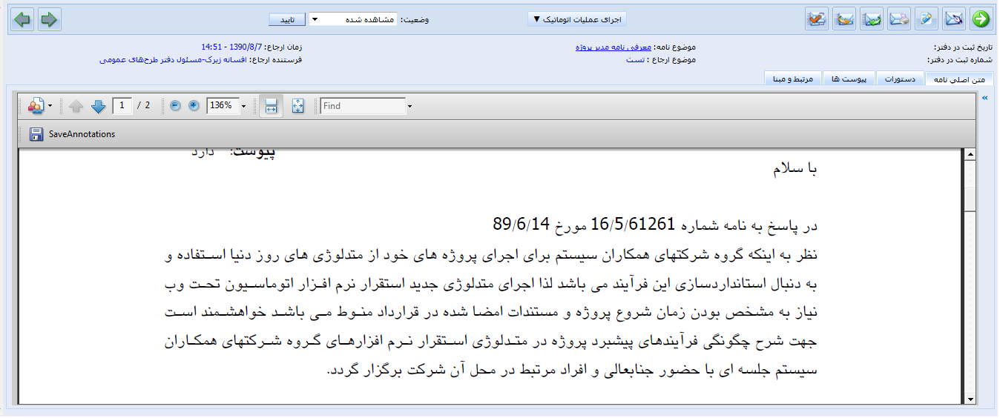 اجرای عملیات اتوماتیک ▼
وضعیت: مشاهده شده
تایید
تاریخ ثبت در دفتر:
موضوع نامه: معرفی نامه مدیر پروژه
زمان ارجاع: 1390/8/7 - 14:51
شماره ثبت در دفتر:
موضوع ارجاع : تست
فرستنده ارجاع: افسانه زیرک-مسئول دفتر طرح‌های عمومی
متن اصلی نامه
دستورات
پیوست ها
مرتبط و مبنا
1 / 2
136%
Find
SaveAnnotations
پیوست: دارد
با سلام
در پاسخ به نامه شماره 16/5/61261 مورخ 89/6/14
نظر به اینکه گروه شرکتهای همکاران سیستم برای اجرای پروژه های خود از متدلوژی های روز دنیا استفاده و
به دنبال استانداردسازی این فرآیند می باشد لذا اجرای متدلوژی جدید استقرار نرم افزار اتوماسیون تحت وب
نیاز به مشخص بودن زمان شروع پروژه و مستندات امضا شده در قرارداد منوط می باشد خواهشمند است
جهت شرح چگونگی فرآیندهای پیشبرد پروژه در متدلوژی استقرار نرم افزارهای گروه شرکتهای همکاران
سیستم جلسه ای با حضور جنابعالی و افراد مرتبط در محل آن شرکت برگزار گردد.